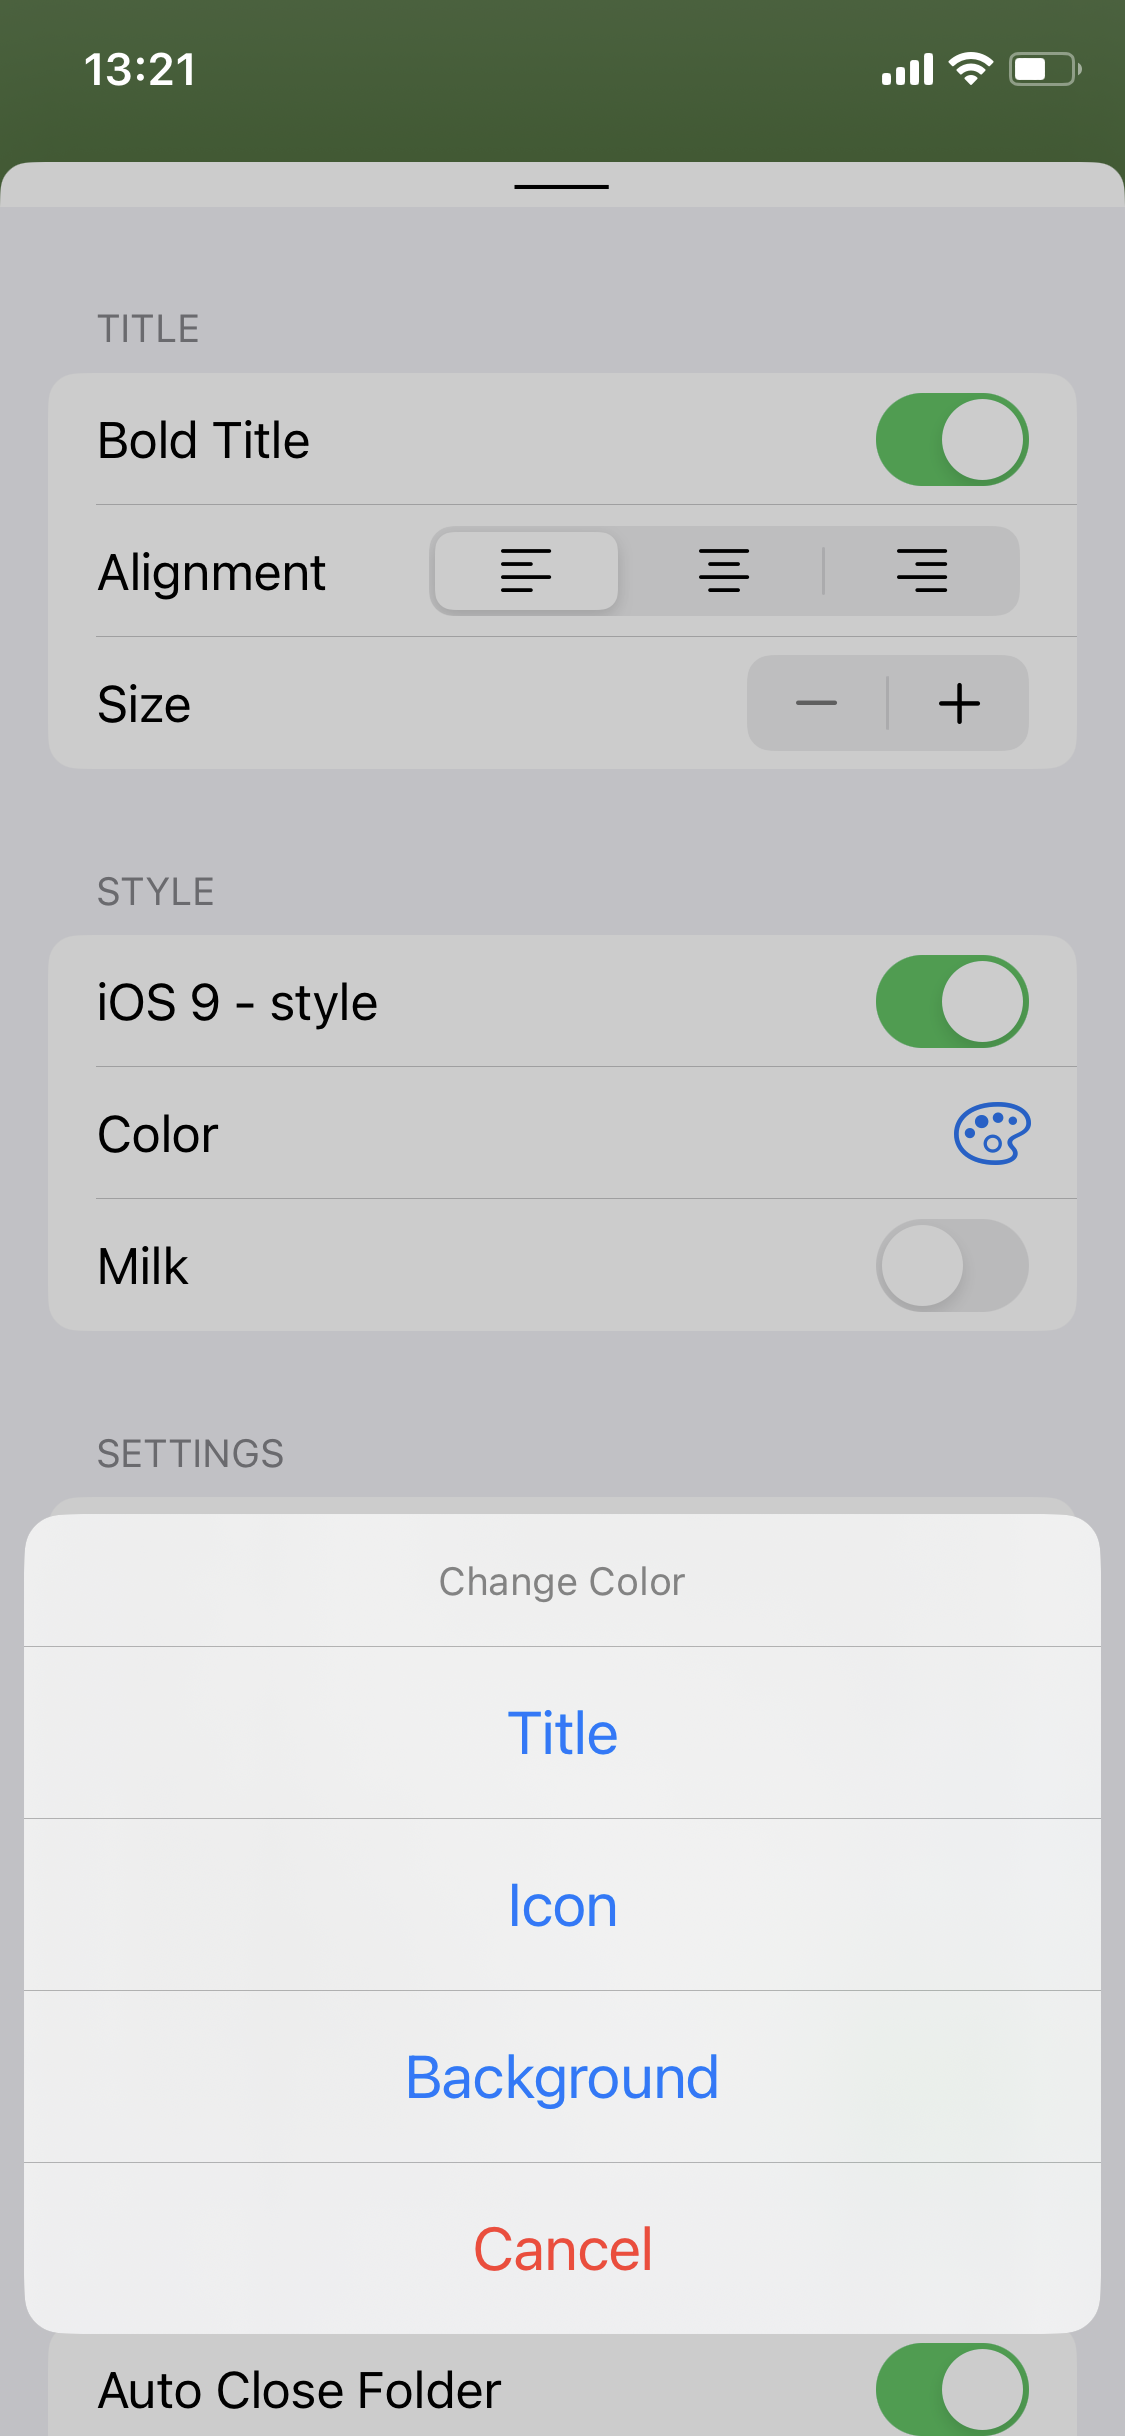 13:21
TITLE
Bold Title
Alignment
Size
STYLE
iOS 9 - style
Color
Milk
SETTINGS
Change Color
Title
Icon
Background
Cancel
Auto Close Folder